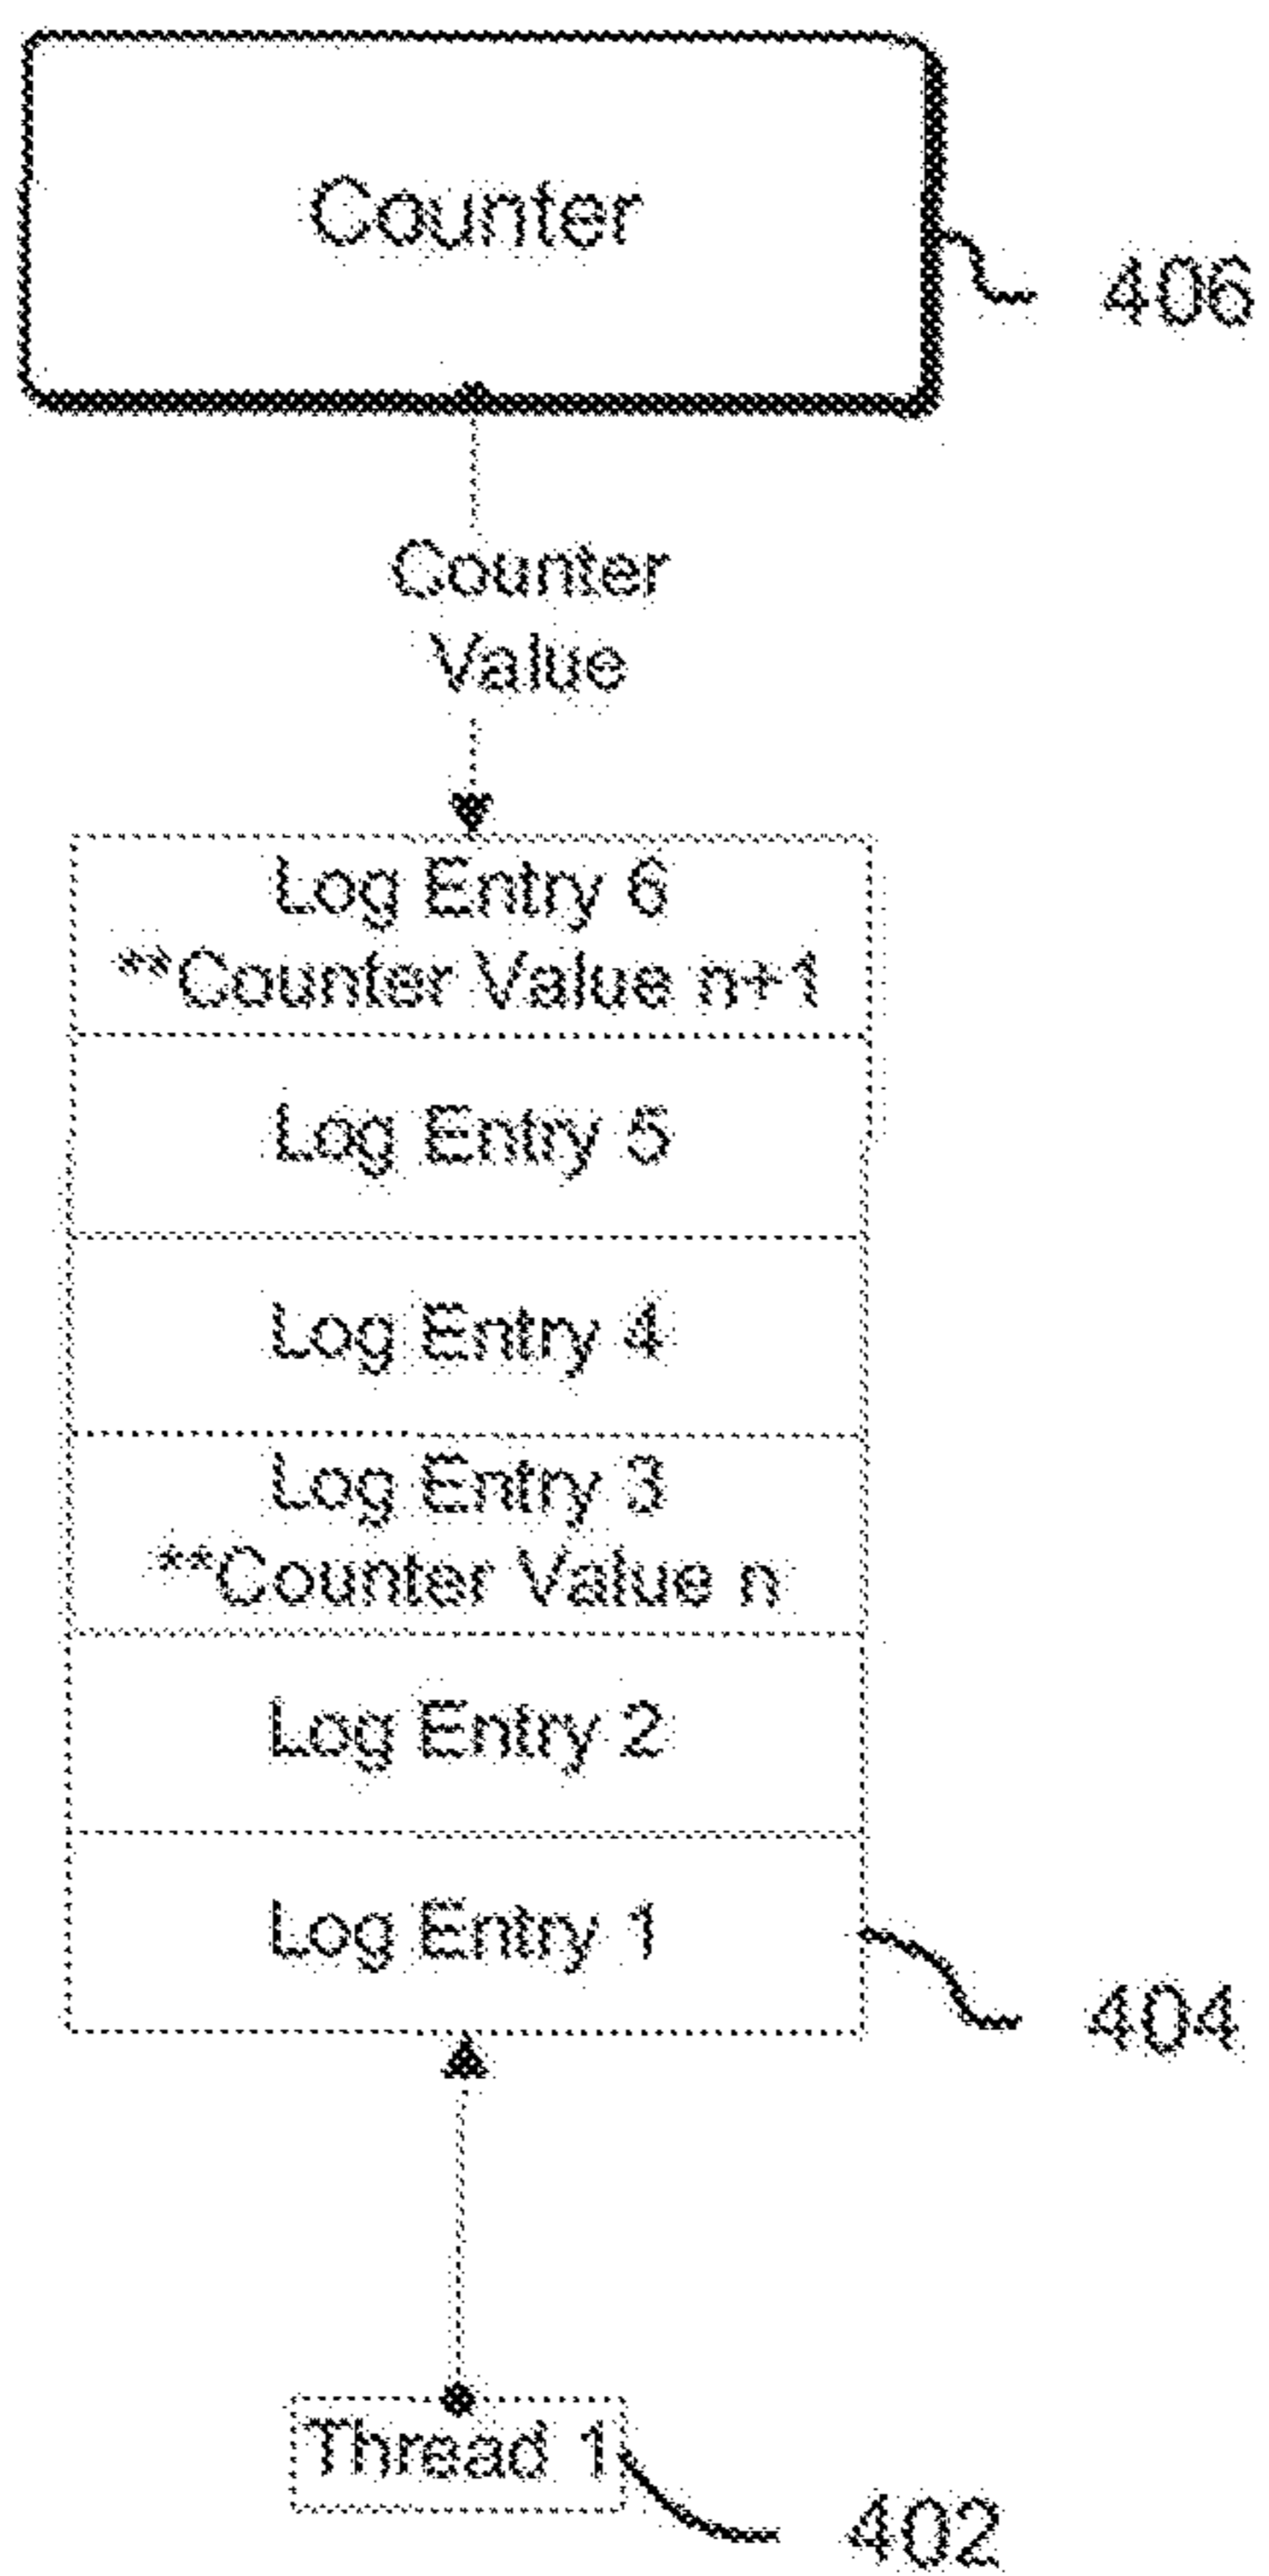 Counter
406
Counter
Value
Log Entry 6
**Counter Value n+1
Log Entry 5
Log Entry 4
Log Entry 3
**Counter Value n
Log Entry 2
Log Entry 1
404
Thread 1
402